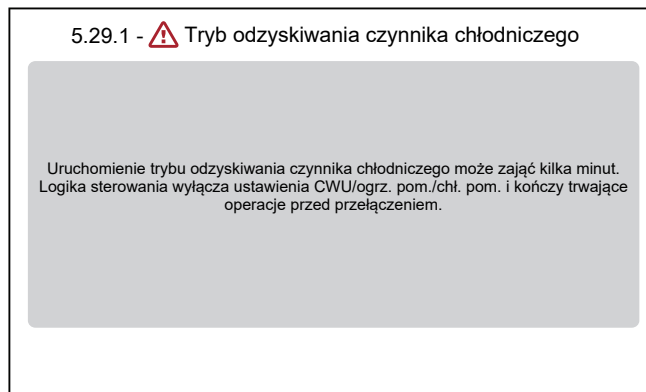 5.29.1 - Tryb odzyskiwania czynnika chłodniczego
Uruchomienie trybu odzyskiwania czynnika chłodniczego może zająć kilka minut.
Logika sterowania wyłącza ustawienia CWU/ogrz. pom./chł. pom. i kończy trwające
operacje przed przełączeniem.